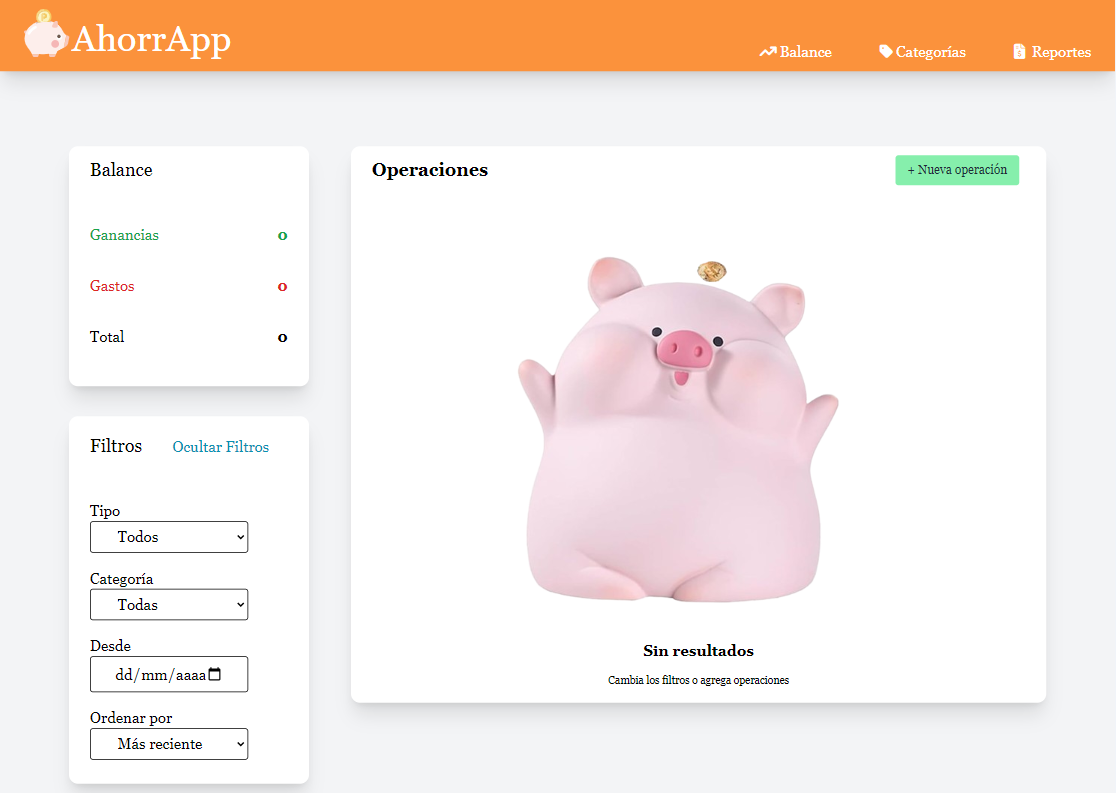 AhorrApp
Balance
Categorías
Reportes
Balance
Ganancias 0
Gastos 0
Total 0
Filtros Ocultar Filtros
Tipo
Todos
Categoría
Todas
Desde
dd/mm/aaaa
Ordenar por
Más reciente
Operaciones
+ Nueva operación
Sin resultados
Cambia los filtros o agrega operaciones